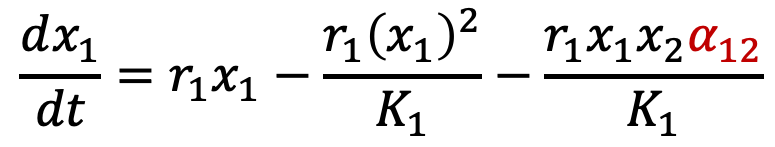 dx₁/dt = r₁x₁ − r₁(x₁)²/K₁ − r₁x₁x₂α₁₂/K₁